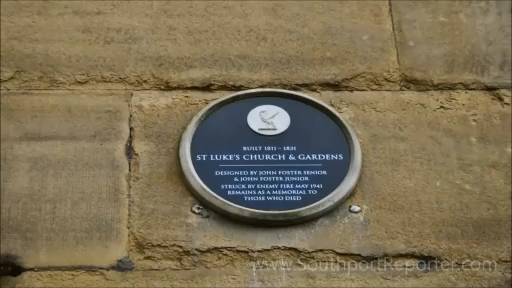 BUILT 1811 - 1831
ST LUKE'S CHURCH & GARDENS
DESIGNED BY JOHN FOSTER SENIOR
& JOHN FOSTER JUNIOR
STRUCK BY ENEMY FIRE MAY 1941
REMAINS AS A MEMORIAL TO
THOSE WHO DIED
www.SouthportReporter.com